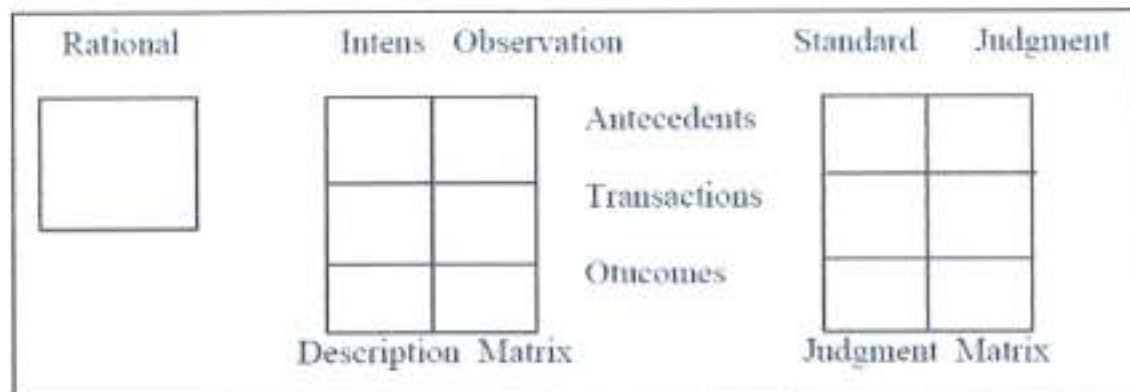 Rational Intens Observation Standard Judgment
Antecedents
Transactions
Otucomes
Description Matrix Judgment Matrix